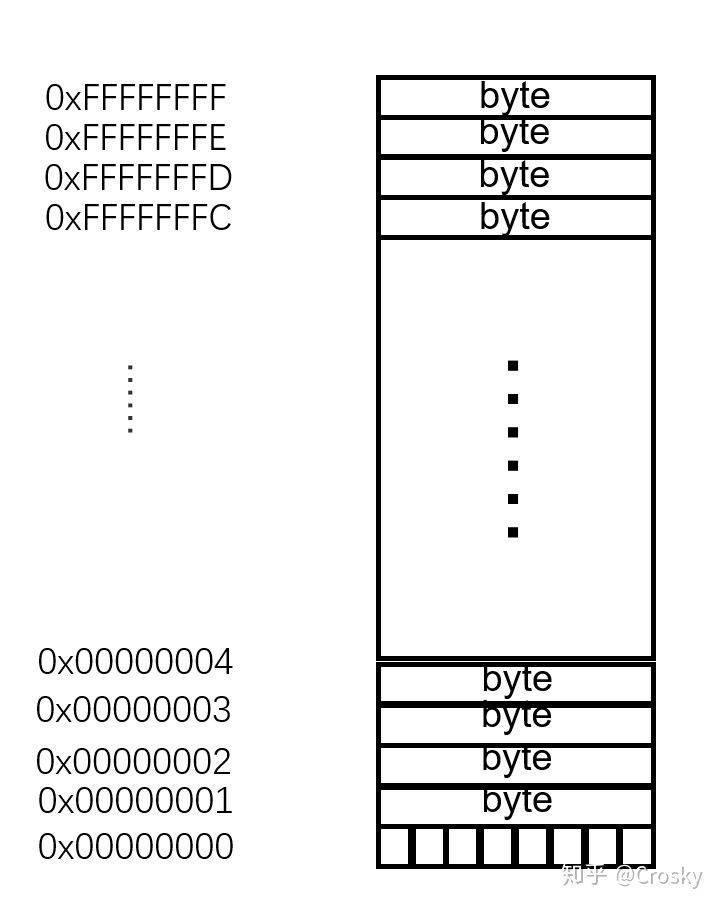 0xFFFFFFFF byte
0xFFFFFFFE byte
0xFFFFFFFD byte
0xFFFFFFFC byte
0x00000004 byte
0x00000003 byte
0x00000002 byte
0x00000001 byte
0x00000000
知乎 @Crosky